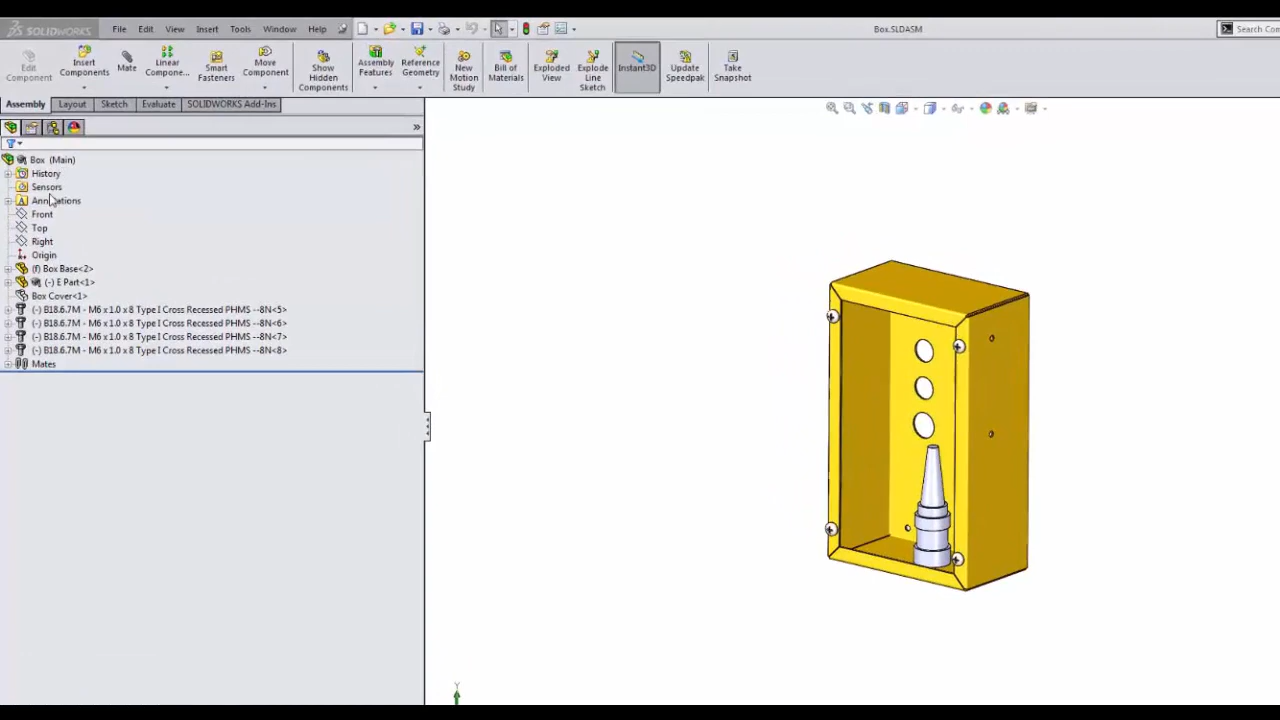 SOLIDWORKS File Edit View Insert Tools Window Help Box.SLDASM Search Com
Edit Component
Insert Components
Mate
Linear Compone...
Smart Fasteners
Move Component
Show Hidden Components
Assembly Features
Reference Geometry
New Motion Study
Bill of Materials
Exploded View
Explode Line Sketch
Instant3D
Update Speedpak
Take Snapshot
Assembly Layout Sketch Evaluate SOLIDWORKS Add-Ins
»
Box (Main)
History
Sensors
Annotations
Front
Top
Right
Origin
(f) Box Base<2>
(-) E Part<1>
Box Cover<1>
(-) B18.6.7M - M6 x 1.0 x 8 Type I Cross Recessed PHMS --8N<5>
(-) B18.6.7M - M6 x 1.0 x 8 Type I Cross Recessed PHMS --8N<6>
(-) B18.6.7M - M6 x 1.0 x 8 Type I Cross Recessed PHMS --8N<7>
(-) B18.6.7M - M6 x 1.0 x 8 Type I Cross Recessed PHMS --8N<8>
Mates
Y